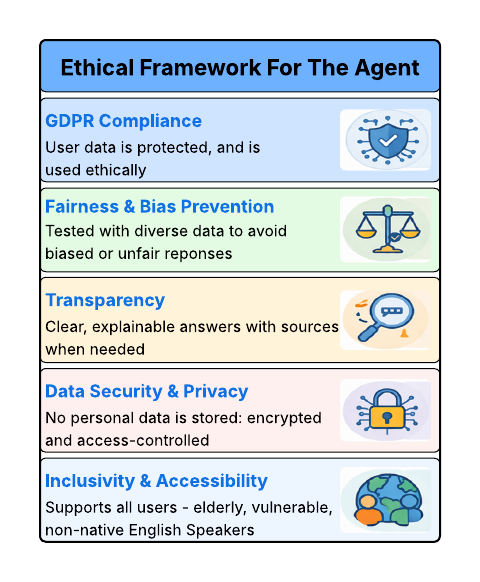 Ethical Framework For The Agent
GDPR Compliance
User data is protected, and is
used ethically
Fairness & Bias Prevention
Tested with diverse data to avoid
biased or unfair reponses
Transparency
Clear, explainable answers with sources
when needed
Data Security & Privacy
No personal data is stored: encrypted
and access-controlled
Inclusivity & Accessibility
Supports all users - elderly, vulnerable,
non-native English Speakers